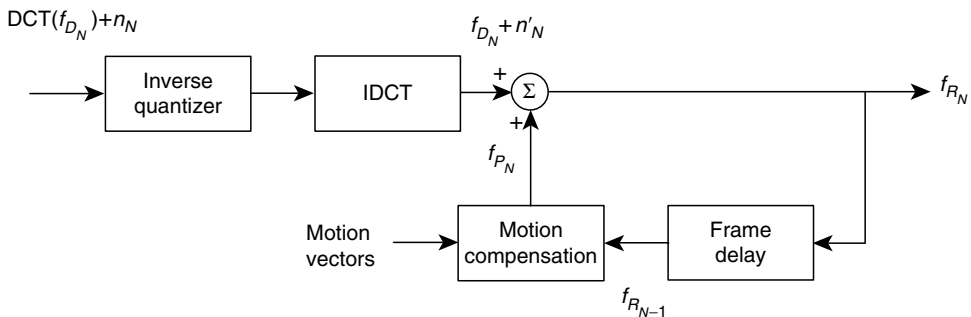 DCT(f_{D_N})+n_N
f_{D_N}+n'_N
Inverse
quantizer
IDCT
+
Σ
+
f_{R_N}
f_{P_N}
Motion
vectors
Motion
compensation
Frame
delay
f_{R_{N–1}}